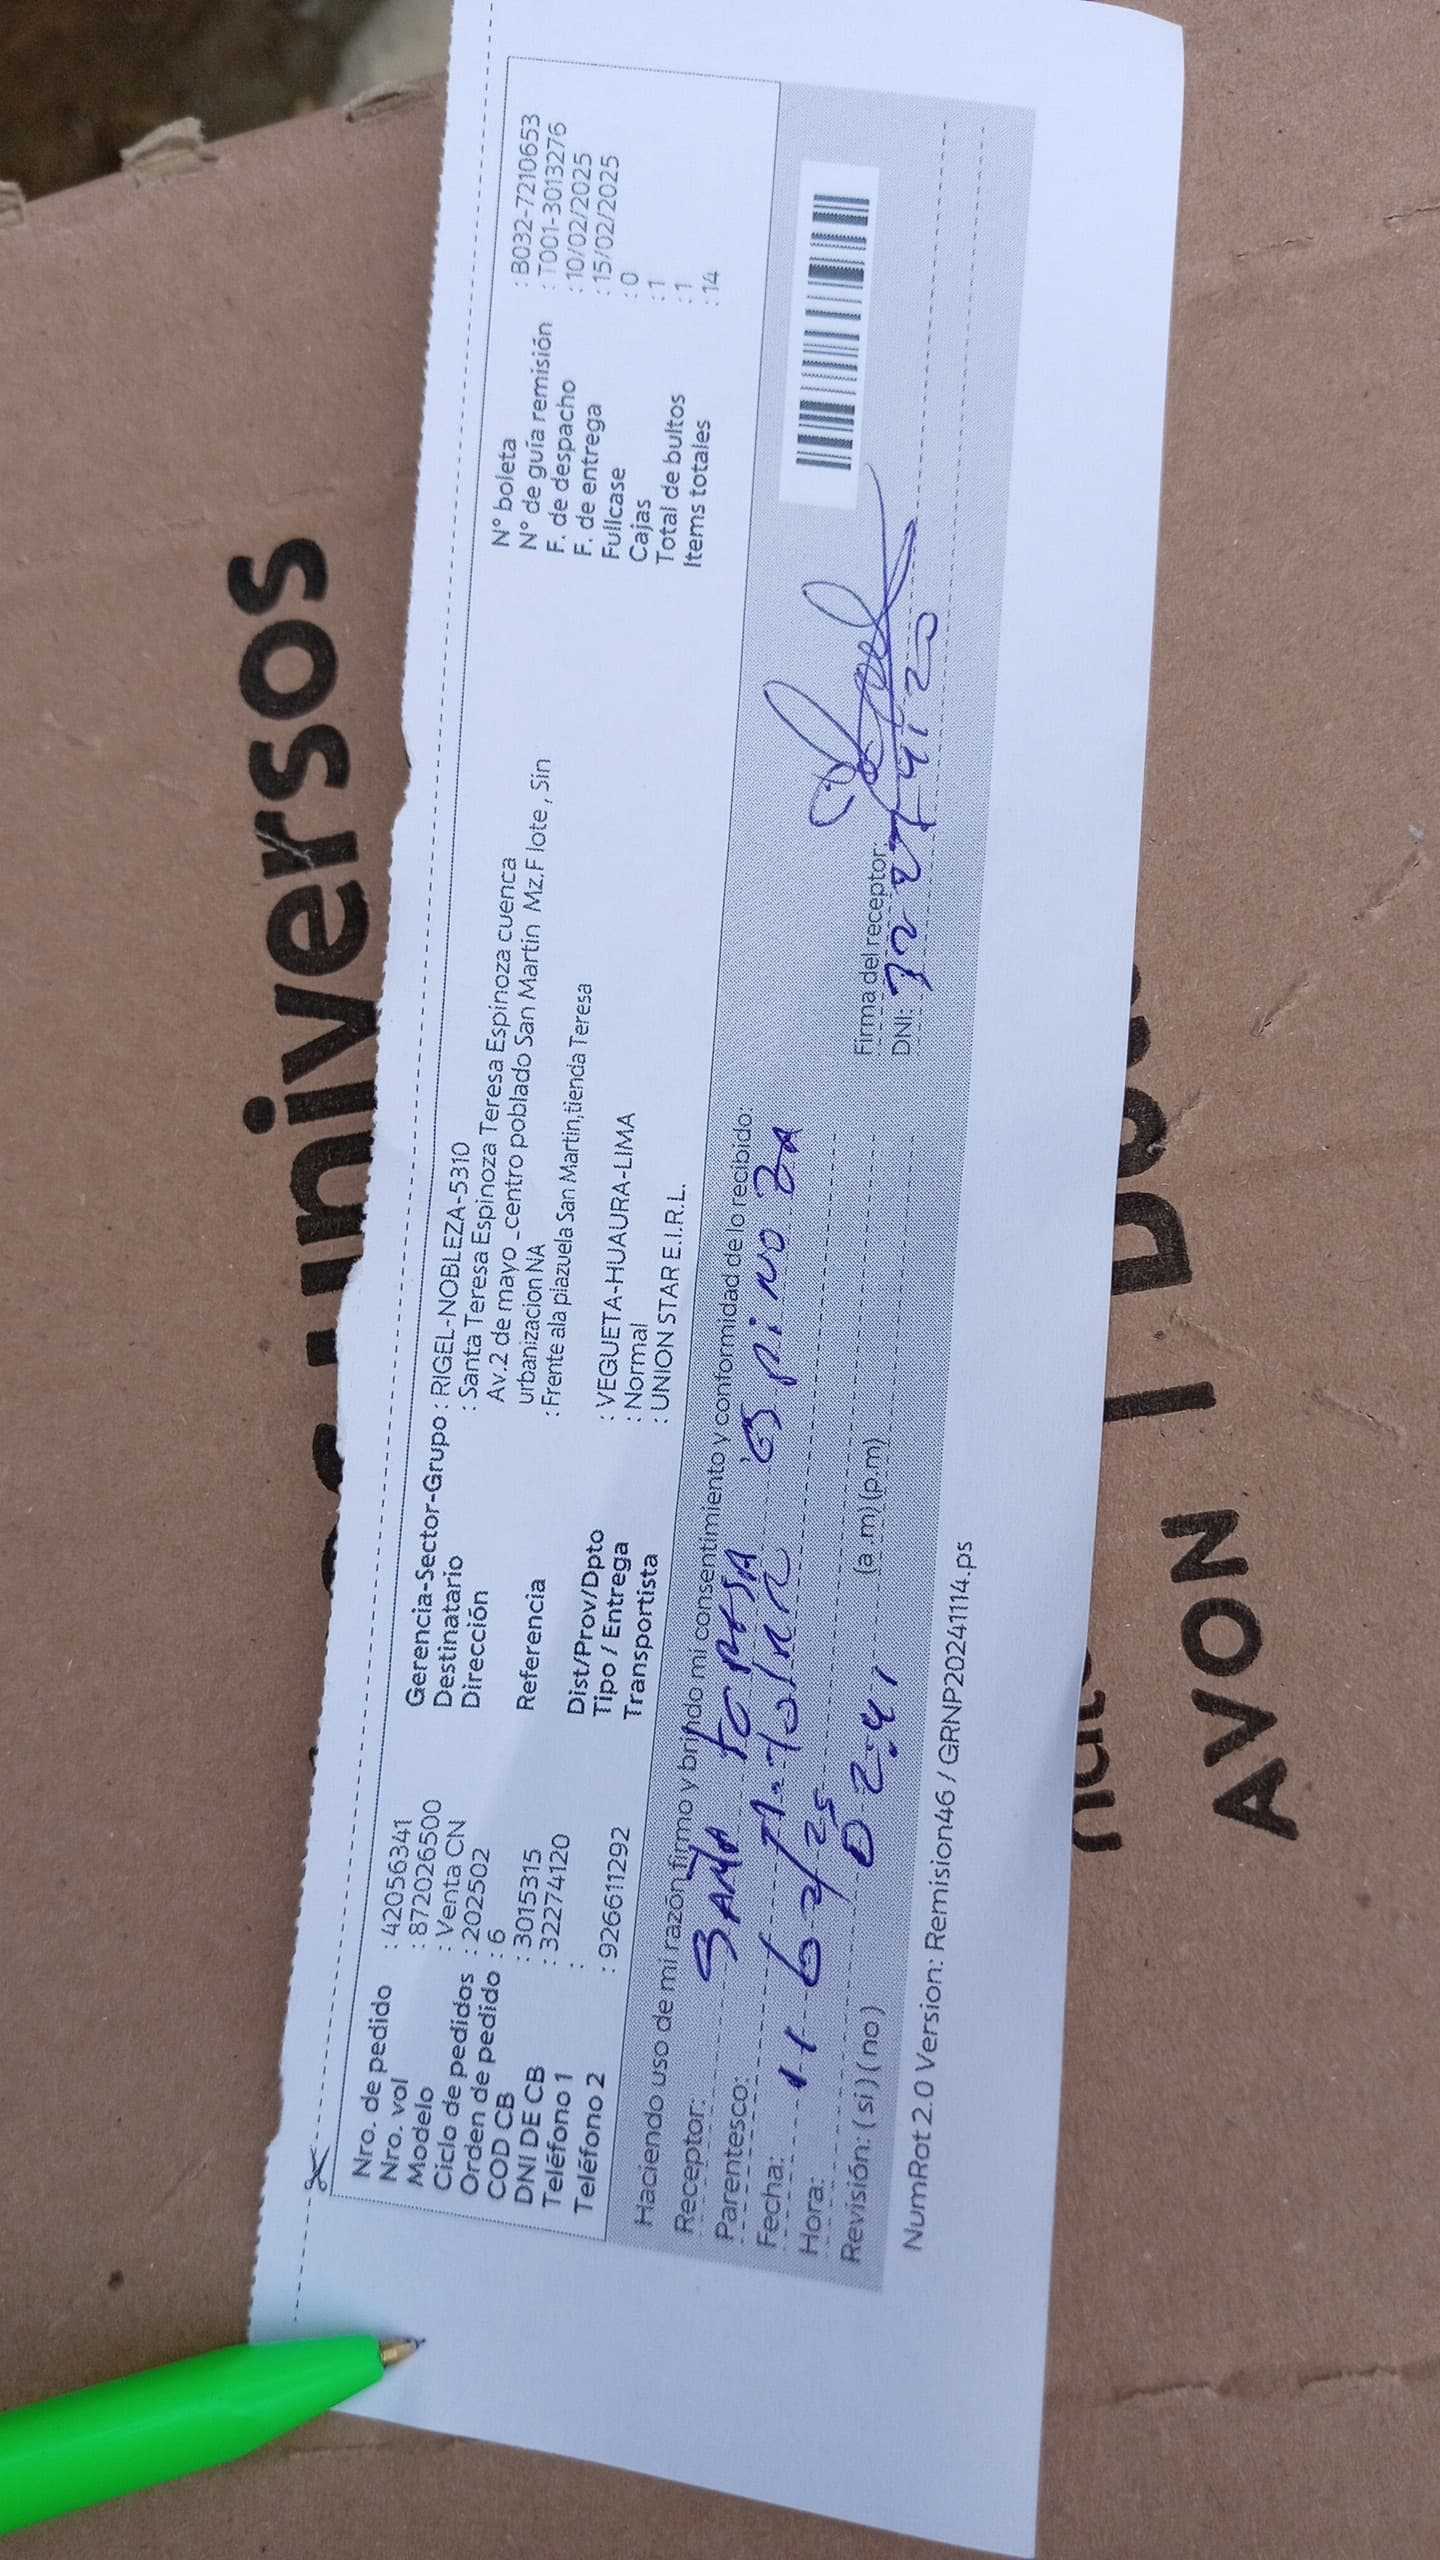 Nro. de pedido : 42056341
Nro. vol : 872026500
Modelo : Venta CN
Ciclo de pedidos : 202502
Orden de pedido : 6
COD CB : 3015315
DNI DE CB : 32274120
Teléfono 1 :
Teléfono 2 : 926611292
Gerencia-Sector-Grupo : RIGEL-NOBLEZA-5310
Destinatario : Santa Teresa Espinoza Teresa Espinoza cuenca
Dirección Av.2 de mayo _centro poblado San Martin Mz.F lote , Sin
urbanizacion NA
Referencia : Frente ala plazuela San Martin,tienda Teresa
Dist/Prov/Dpto : VEGUETA-HUAURA-LIMA
Tipo / Entrega : Normal
Transportista : UNION STAR E.I.R.L.
N° boleta : B032-7210653
N° de guía remisión : T001-3013276
F. de despacho : 10/02/2025
F. de entrega : 15/02/2025
Fullcase : 0
Cajas : 1
Total de bultos : 1
Items totales : 14
Haciendo uso de mi razón firmo y brindo mi consentimiento y conformidad de lo recibido:
Receptor: Espinoza
Parentesco: Titular
Fecha:
Hora: 02:41 (a .m) (p.m)
Revisión: ( si ) ( no )
Firma del receptor:
DNI: 32274120
NumRot 2.0 Version: Remision46 / GRNP20241114.ps
universos
AVON |